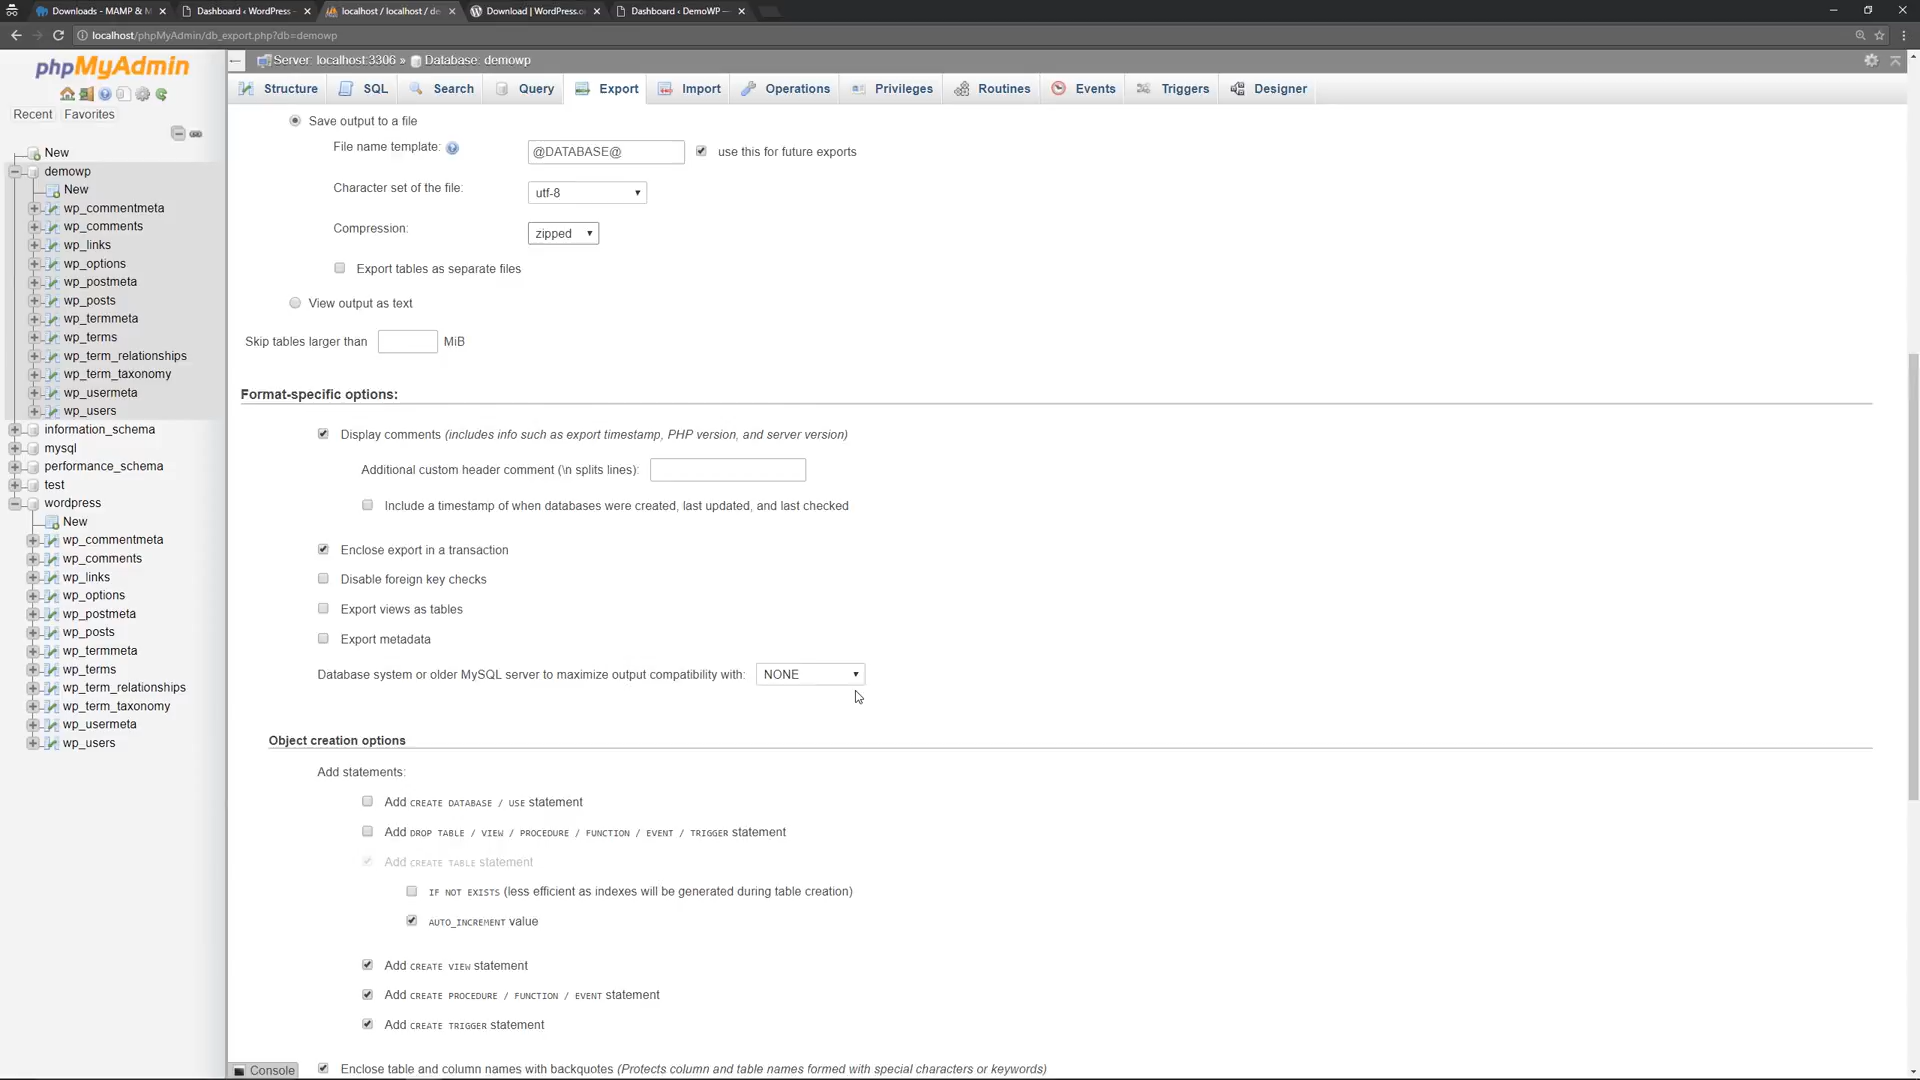 Downloads - MAMP & M
Dashboard ‹ WordPress
localhost / localhost / de
Download | WordPress.o
Dashboard ‹ DemoWP —
localhost/phpMyAdmin/db_export.php?db=demowp
phpMyAdmin
Recent Favorites
New
demowp
New
wp_commentmeta
wp_comments
wp_links
wp_options
wp_postmeta
wp_posts
wp_termmeta
wp_terms
wp_term_relationships
wp_term_taxonomy
wp_usermeta
wp_users
information_schema
mysql
performance_schema
test
wordpress
New
wp_commentmeta
wp_comments
wp_links
wp_options
wp_postmeta
wp_posts
wp_termmeta
wp_terms
wp_term_relationships
wp_term_taxonomy
wp_usermeta
wp_users
Server: localhost:3306 » Database: demowp
Structure SQL Search Query Export Import Operations Privileges Routines Events Triggers Designer
Save output to a file
File name template: @DATABASE@ use this for future exports
Character set of the file: utf-8
Compression: zipped
Export tables as separate files
View output as text
Skip tables larger than MiB
Format-specific options:
Display comments (includes info such as export timestamp, PHP version, and server version)
Additional custom header comment (\n splits lines):
Include a timestamp of when databases were created, last updated, and last checked
Enclose export in a transaction
Disable foreign key checks
Export views as tables
Export metadata
Database system or older MySQL server to maximize output compatibility with: NONE
Object creation options
Add statements:
Add CREATE DATABASE / USE statement
Add DROP TABLE / VIEW / PROCEDURE / FUNCTION / EVENT / TRIGGER statement
Add CREATE TABLE statement
IF NOT EXISTS (less efficient as indexes will be generated during table creation)
AUTO_INCREMENT value
Add CREATE VIEW statement
Add CREATE PROCEDURE / FUNCTION / EVENT statement
Add CREATE TRIGGER statement
Console
Enclose table and column names with backquotes (Protects column and table names formed with special characters or keywords)